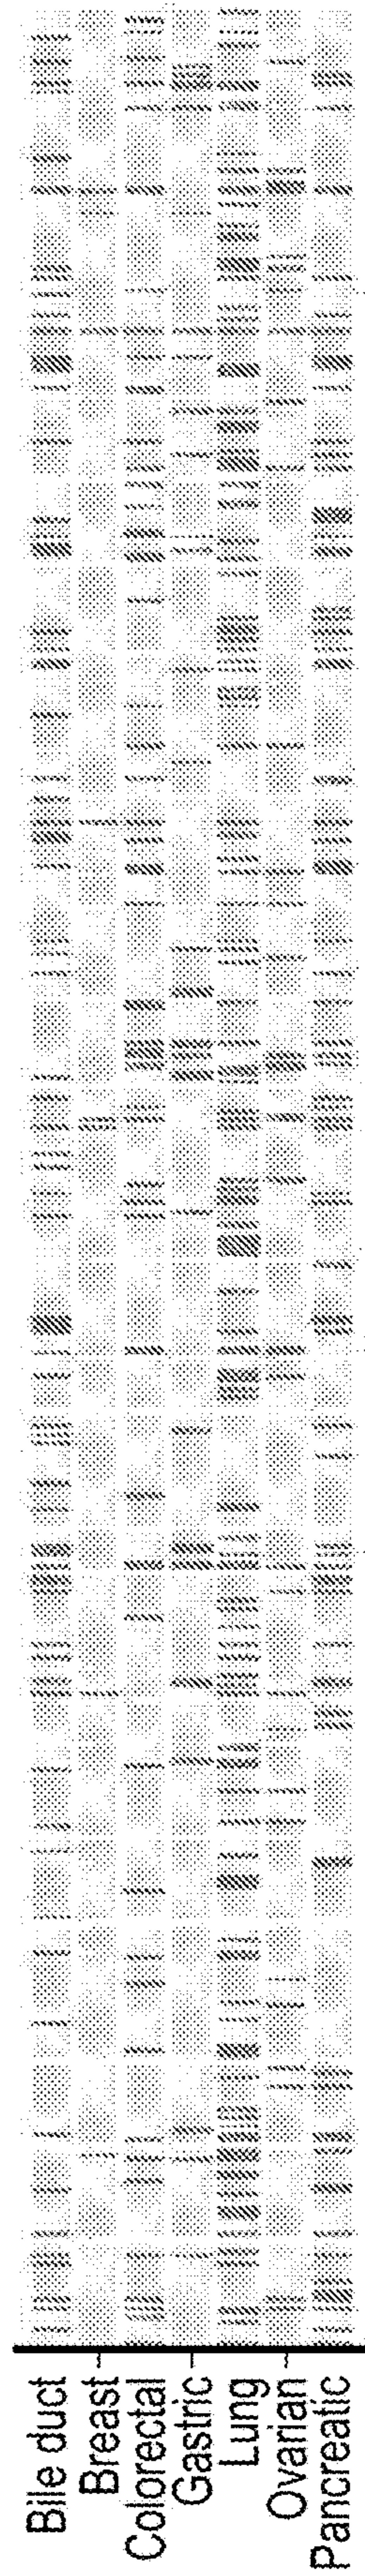 Bile duct
Breast
Colorectal
Gastric
Lung
Ovarian
Pancreatic